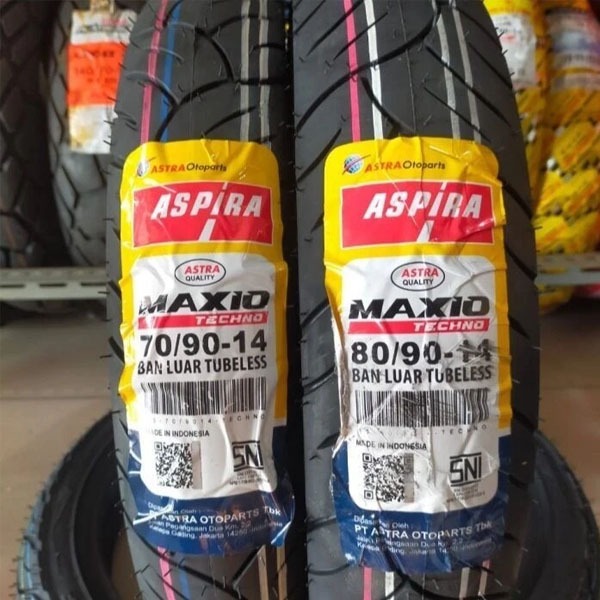 ASTRA Otoparts
ASPIRA
ASTRA
QUALITY
MAXIO
TECHNO
70/90-14
BAN LUAR TUBELESS
MADE IN INDONESIA
SNI
PT ASTRA OTOPARTS Tbk
ASTRA Otoparts
ASPIRA
ASTRA
QUALITY
MAXIO
TECHNO
80/90-14
BAN LUAR TUBELESS
MADE IN INDONESIA
SNI
Dipasarkan Oleh
PT ASTRA OTOPARTS Tbk